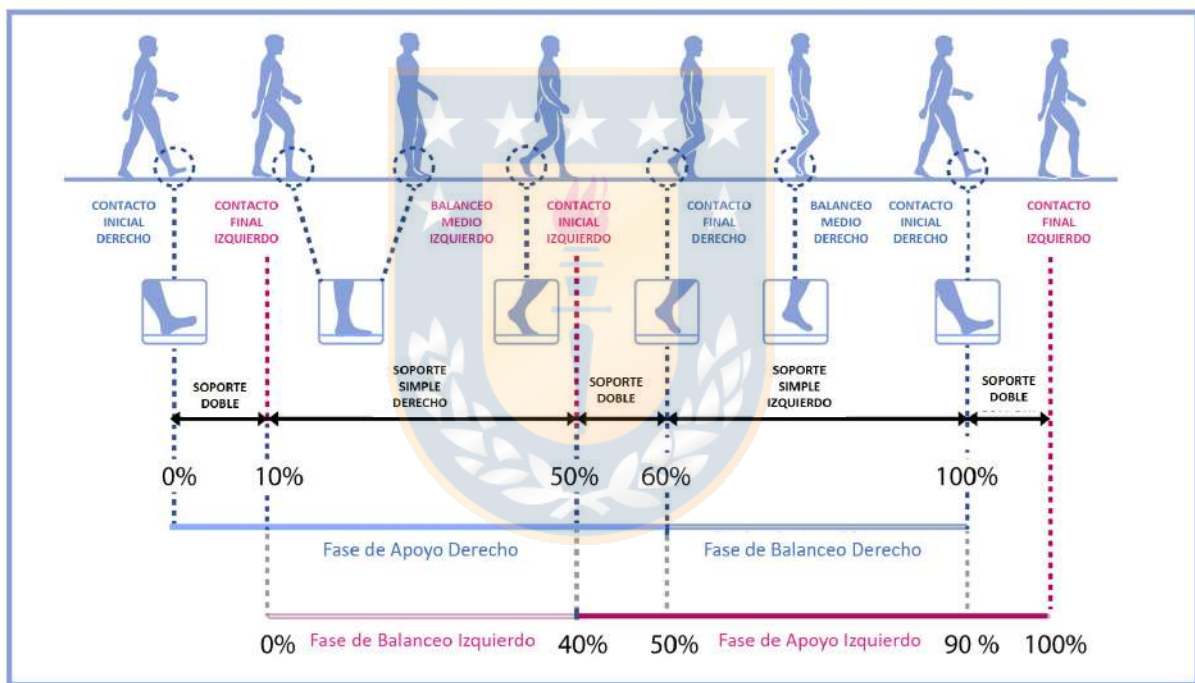 CONTACTO
INICIAL
DERECHO
CONTACTO
FINAL
IZQUIERDO
BALANCEO
MEDIO
IZQUIERDO
CONTACTO
INICIAL
IZQUIERDO
CONTACTO
FINAL
DERECHO
BALANCEO
MEDIO
DERECHO
CONTACTO
INICIAL
DERECHO
CONTACTO
FINAL
IZQUIERDO
SOPORTE
DOBLE
SOPORTE
SIMPLE
DERECHO
SOPORTE
DOBLE
SOPORTE
SIMPLE
IZQUIERDO
SOPORTE
DOBLE
0% 10% 50% 60% 100%
Fase de Apoyo Derecho Fase de Balanceo Derecho
0% Fase de Balanceo Izquierdo 40% 50% Fase de Apoyo Izquierdo 90 % 100%